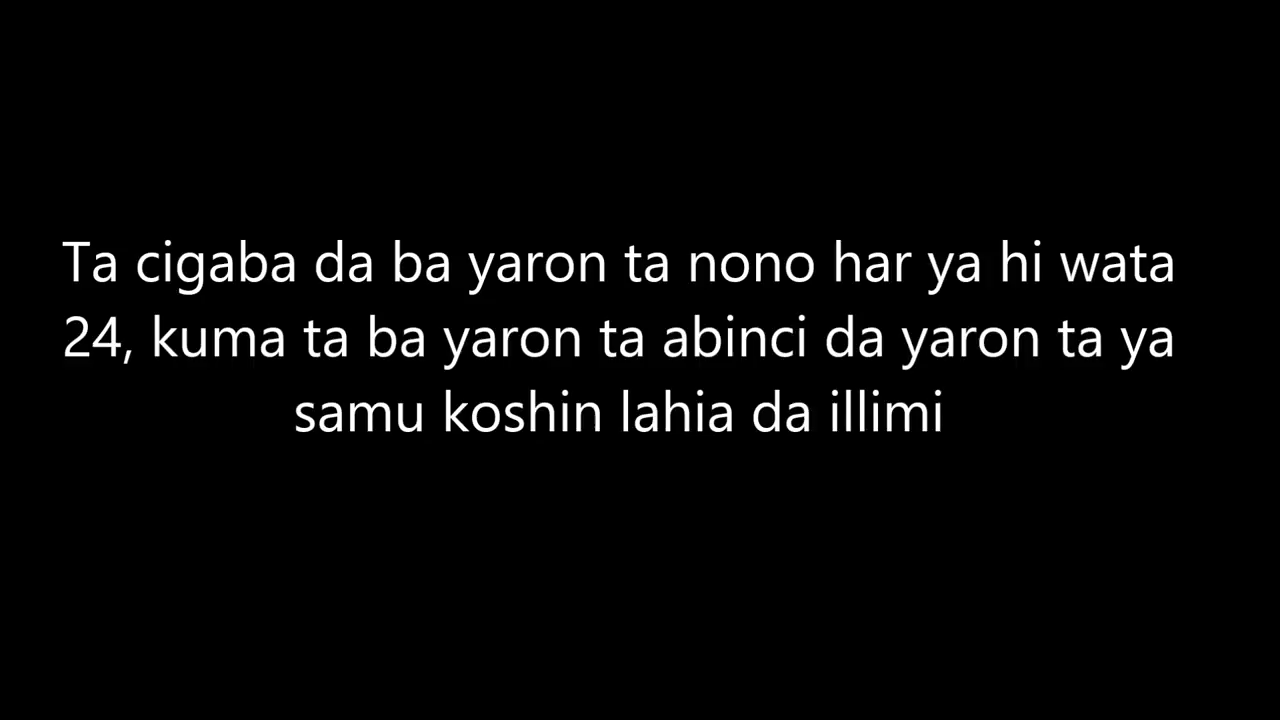 Ta cigaba da ba yaron ta nono har ya hi wata
24, kuma ta ba yaron ta abinci da yaron ta ya
samu koshin lahia da illimi